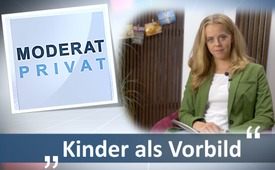 MODERAT
PRIVAT
„Kinder als Vorbild“